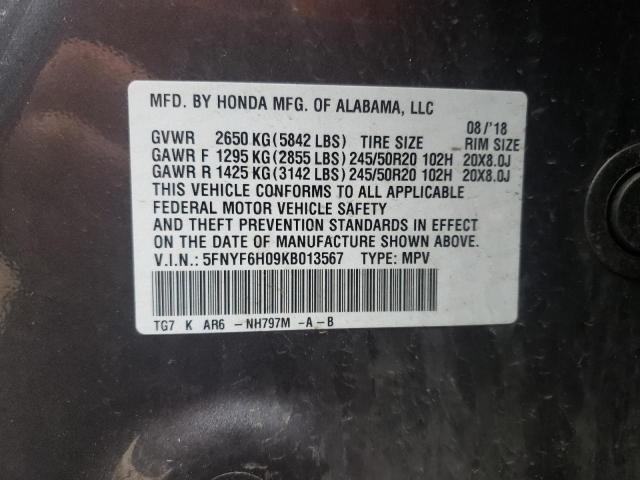 MFD. BY HONDA MFG. OF ALABAMA, LLC
08/'18
GVWR 2650 KG (5842 LBS) TIRE SIZE RIM SIZE
GAWR F 1295 KG (2855 LBS) 245/50R20 102H 20X8.0J
GAWR R 1425 KG (3142 LBS) 245/50R20 102H 20X8.0J
THIS VEHICLE CONFORMS TO ALL APPLICABLE
FEDERAL MOTOR VEHICLE SAFETY
AND THEFT PREVENTION STANDARDS IN EFFECT
ON THE DATE OF MANUFACTURE SHOWN ABOVE.
V.I.N.: 5FNYF6H09KB013567 TYPE: MPV
TG7 K AR6 -NH797M -A-B